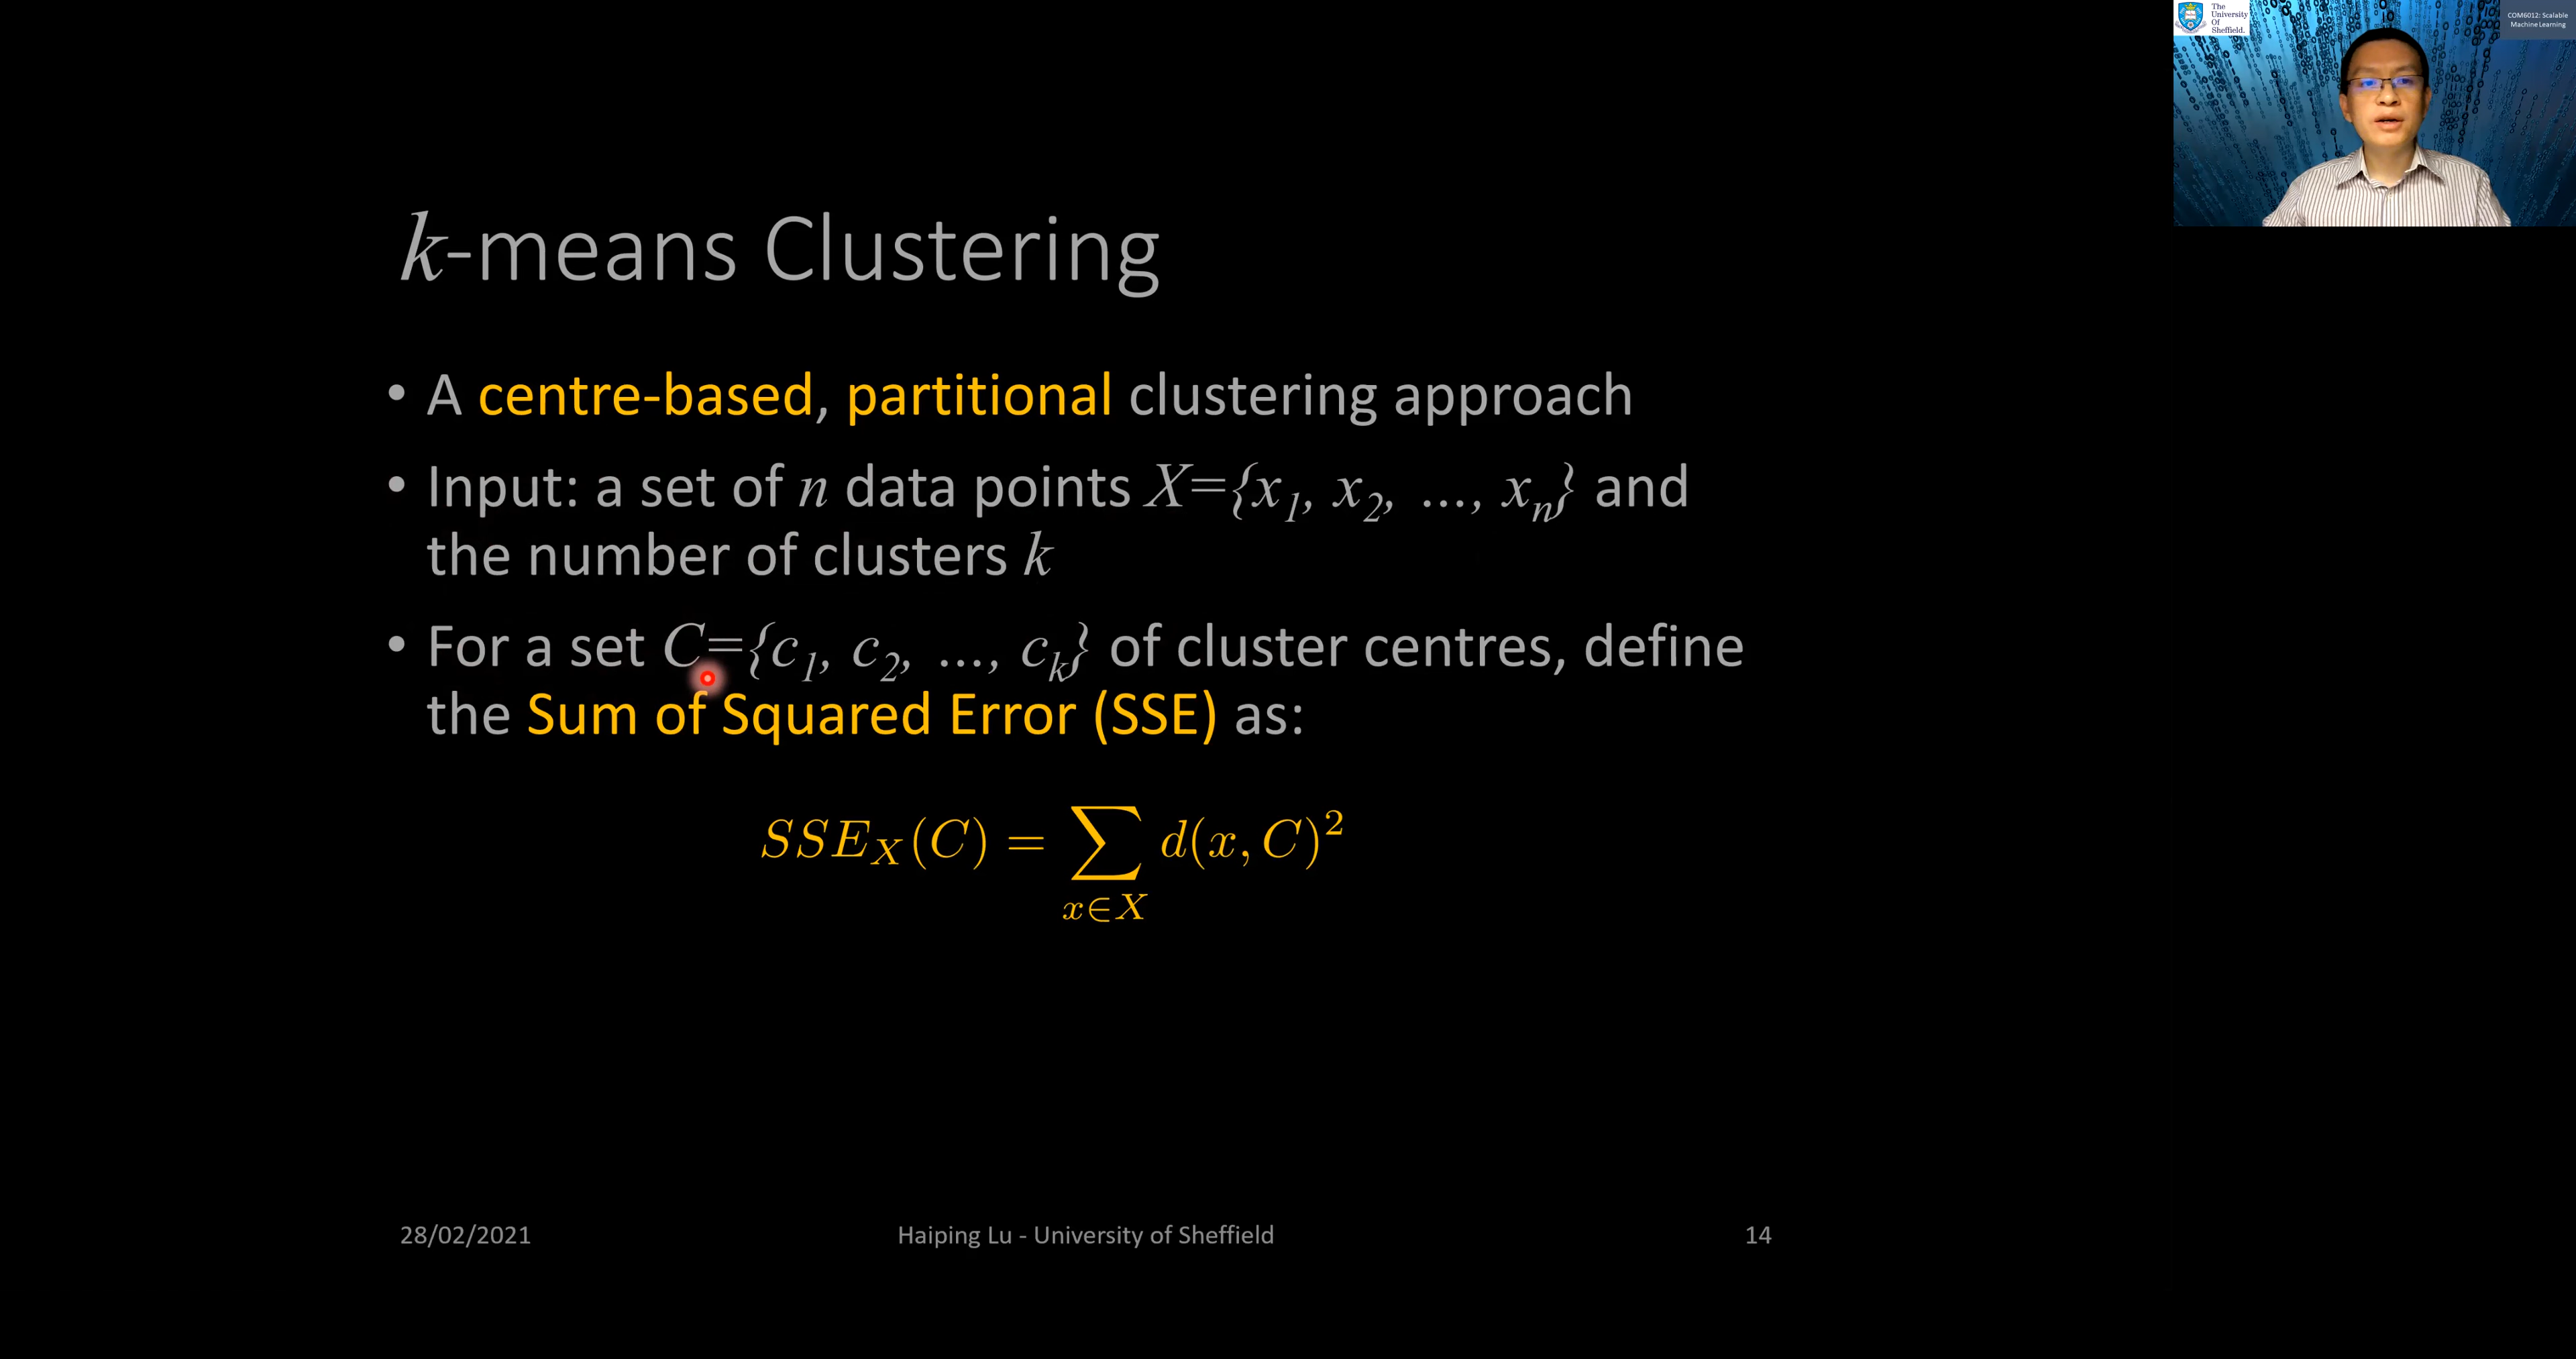 The
University
Of
Sheffield.
COM6012: Scalable
Machine Learning
k-means Clustering
• A centre-based, partitional clustering approach
• Input: a set of n data points X={x₁, x₂, ..., xₙ} and
the number of clusters k
• For a set C={c₁, c₂, ..., cₖ} of cluster centres, define
the Sum of Squared Error (SSE) as:
SSE_X(C) = ∑_{x∈X} d(x, C)²
28/02/2021
Haiping Lu - University of Sheffield
14